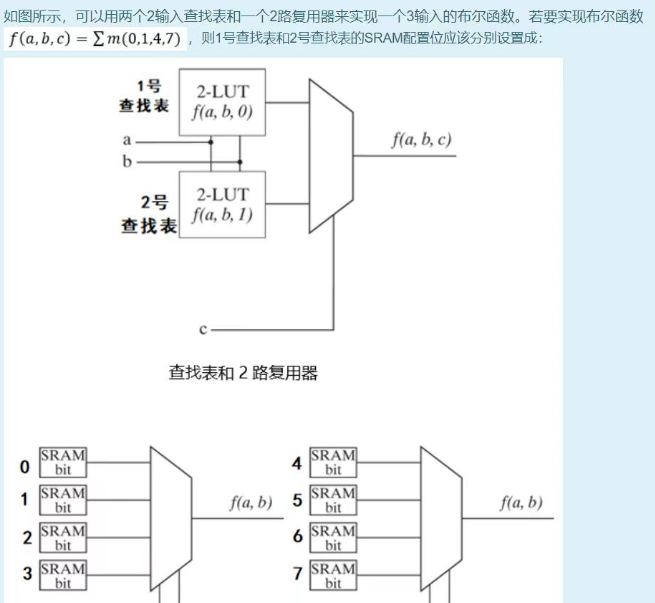 如图所示，可以用两个2输入查找表和一个2路复用器来实现一个3输入的布尔函数。若要实现布尔函数
f(a,b,c) = ∑m(0,1,4,7)，则1号查找表和2号查找表的SRAM配置位应该分别设置成：
1号
查找表
2-LUT
f(a, b, 0)
a
b
f(a, b, c)
2号
查找表
2-LUT
f(a, b, 1)
c
查找表和 2 路复用器
0
SRAM
bit
1
SRAM
bit
2
SRAM
bit
3
SRAM
bit
f(a, b)
4
SRAM
bit
5
SRAM
bit
6
SRAM
bit
7
SRAM
bit
f(a, b)